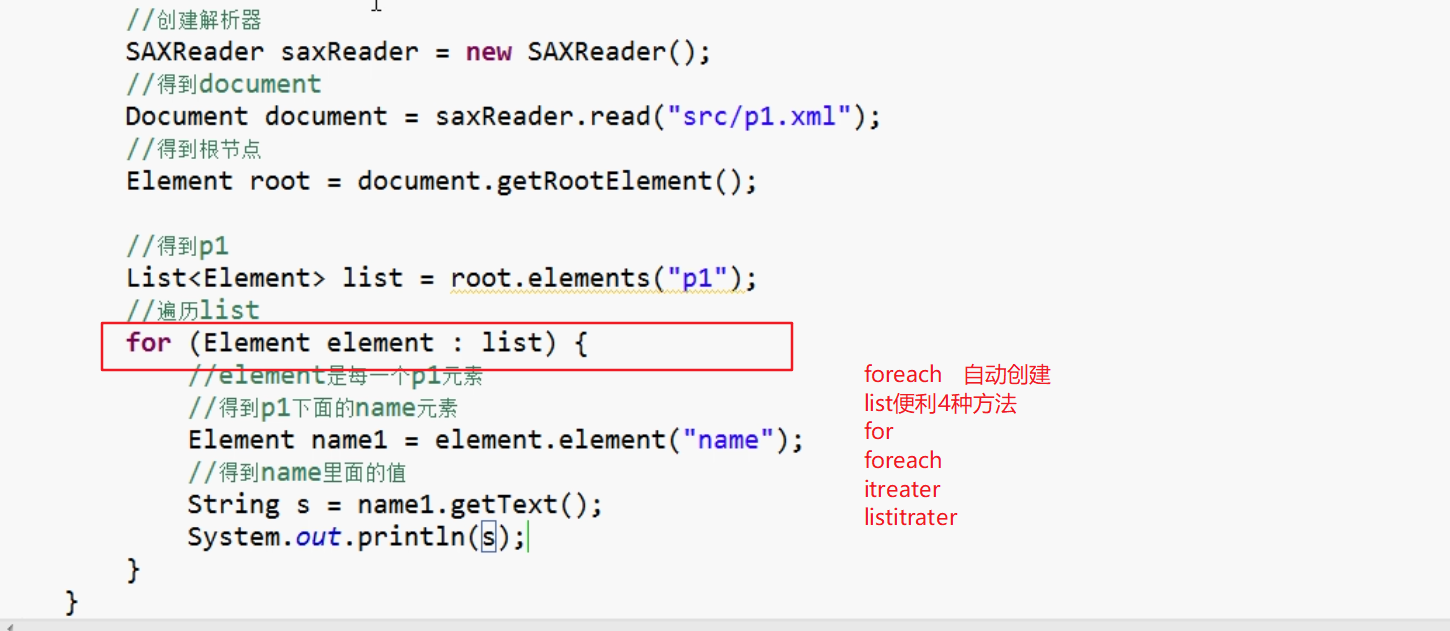 //创建解析器
SAXReader saxReader = new SAXReader();
//得到document
Document document = saxReader.read("src/p1.xml");
//得到根节点
Element root = document.getRootElement();
//得到p1
List<Element> list = root.elements("p1");
//遍历list
for (Element element : list) {
//element是每一个p1元素
//得到p1下面的name元素
Element name1 = element.element("name");
//得到name里面的值
String s = name1.getText();
System.out.println(s);
}
}
foreach 自动创建
list便利4种方法
for
foreach
itreater
listitrater